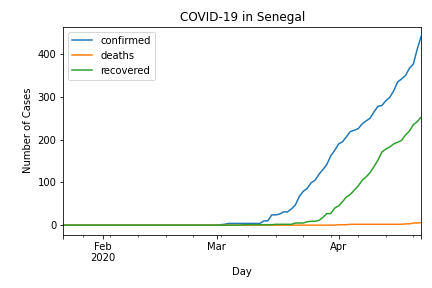 COVID-19 in Senegal
confirmed
deaths
recovered
Number of Cases
400
300
200
100
0
Feb
2020
Mar
Apr
Day